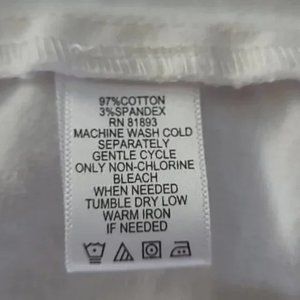 97%COTTON
3%SPANDEX
RN 81893
MACHINE WASH COLD
SEPARATELY
GENTLE CYCLE
ONLY NON-CHLORINE
BLEACH
WHEN NEEDED
TUMBLE DRY LOW
WARM IRON
IF NEEDED